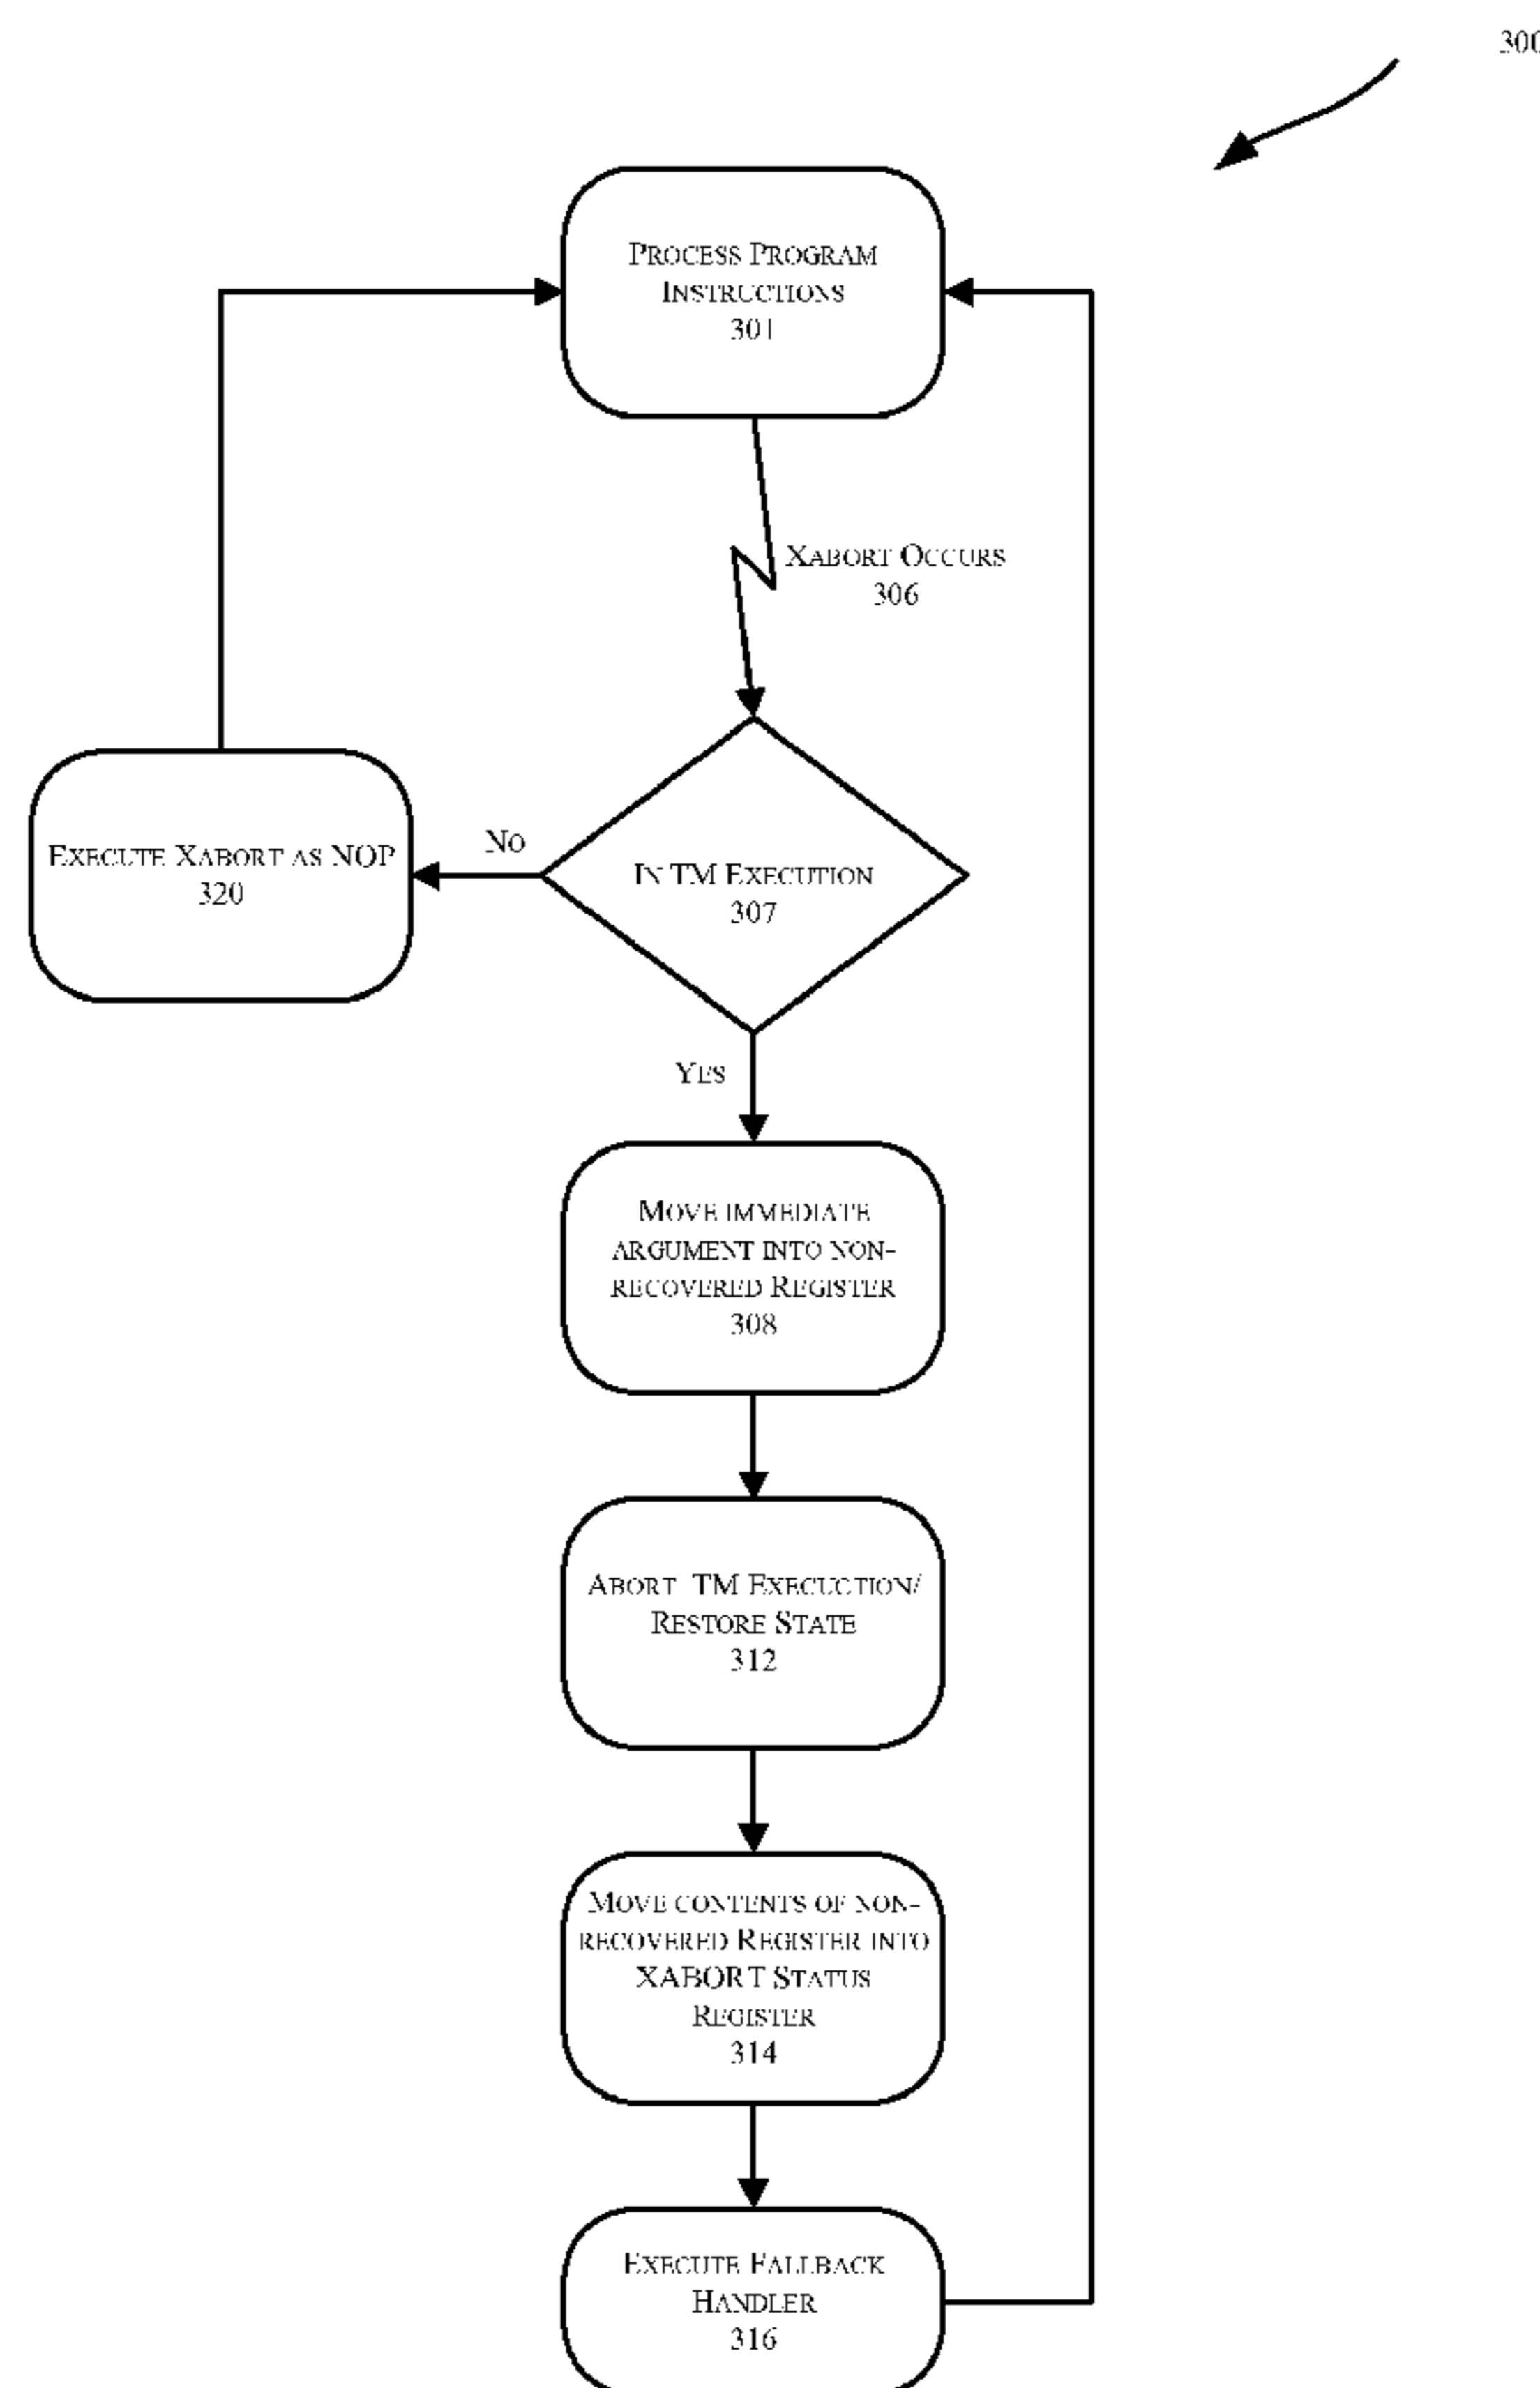 300
PROCESS PROGRAM
INSTRUCTIONS
301
XABORT OCCURS
306
NO
EXECUTE XABORT AS NOP
320
IN TM EXECUTION
307
YES
MOVE IMMEDIATE
ARGUMENT INTO NON-
RECOVERED REGISTER
308
ABORT TM EXECUCTION/
RESTORE STATE
312
MOVE CONTENTS OF NON-
RECOVERED REGISTER INTO
XABORT STATUS
REGISTER
314
EXECUTE FALLBACK
HANDLER
316